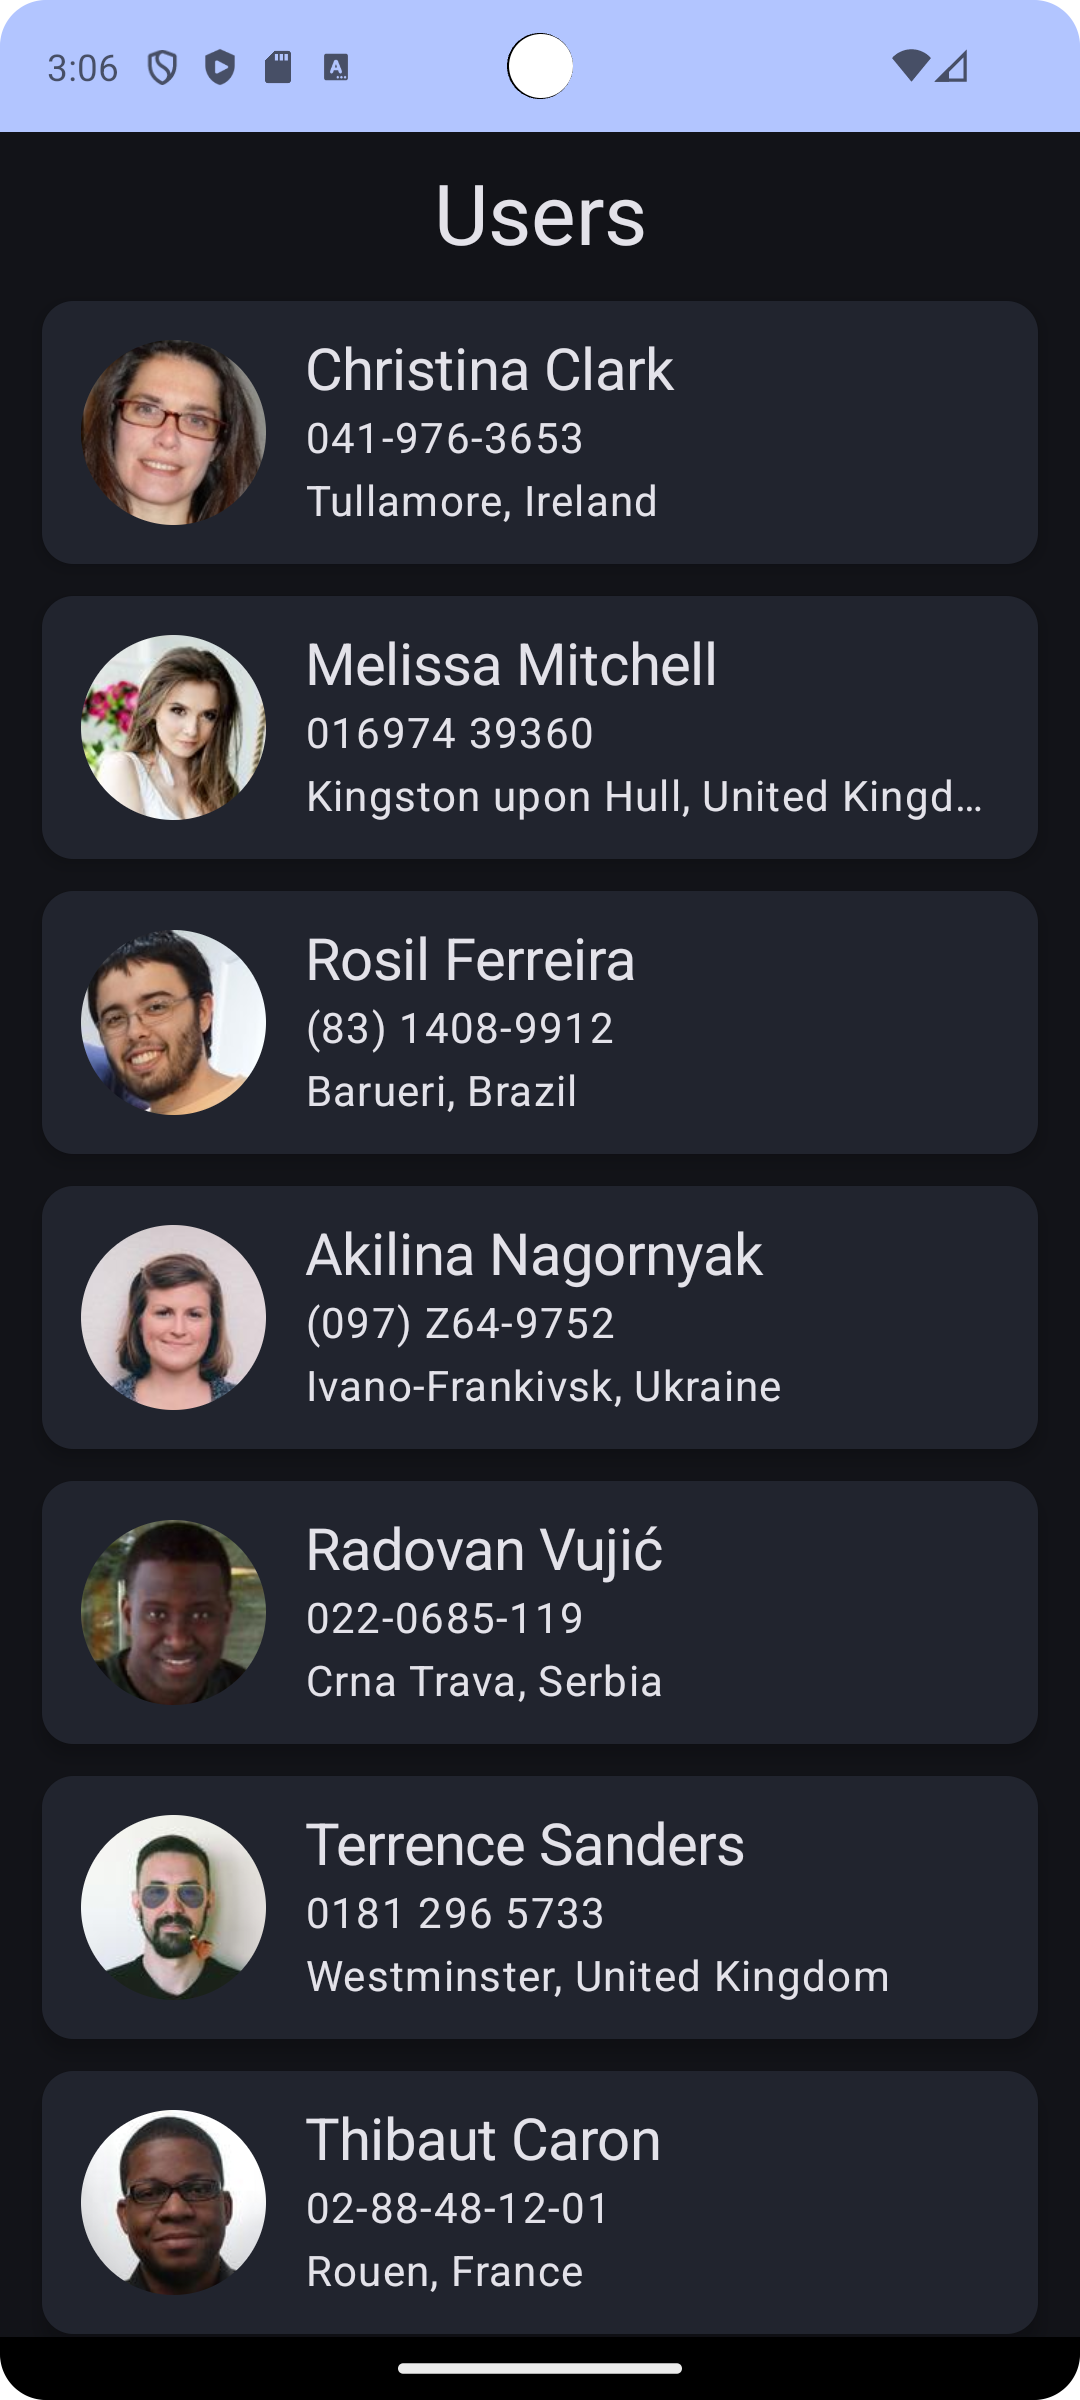 3:06
Users
Christina Clark
041-976-3653
Tullamore, Ireland
Melissa Mitchell
016974 39360
Kingston upon Hull, United Kingd…
Rosil Ferreira
(83) 1408-9912
Barueri, Brazil
Akilina Nagornyak
(097) Z64-9752
Ivano-Frankivsk, Ukraine
Radovan Vujić
022-0685-119
Crna Trava, Serbia
Terrence Sanders
0181 296 5733
Westminster, United Kingdom
Thibaut Caron
02-88-48-12-01
Rouen, France